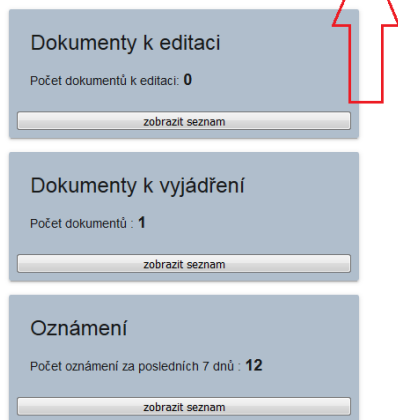 Dokumenty k editaci
Počet dokumentů k editaci: 0
zobrazit seznam
Dokumenty k vyjádření
Počet dokumentů : 1
zobrazit seznam
Oznámení
Počet oznámení za posledních 7 dnů : 12
zobrazit seznam